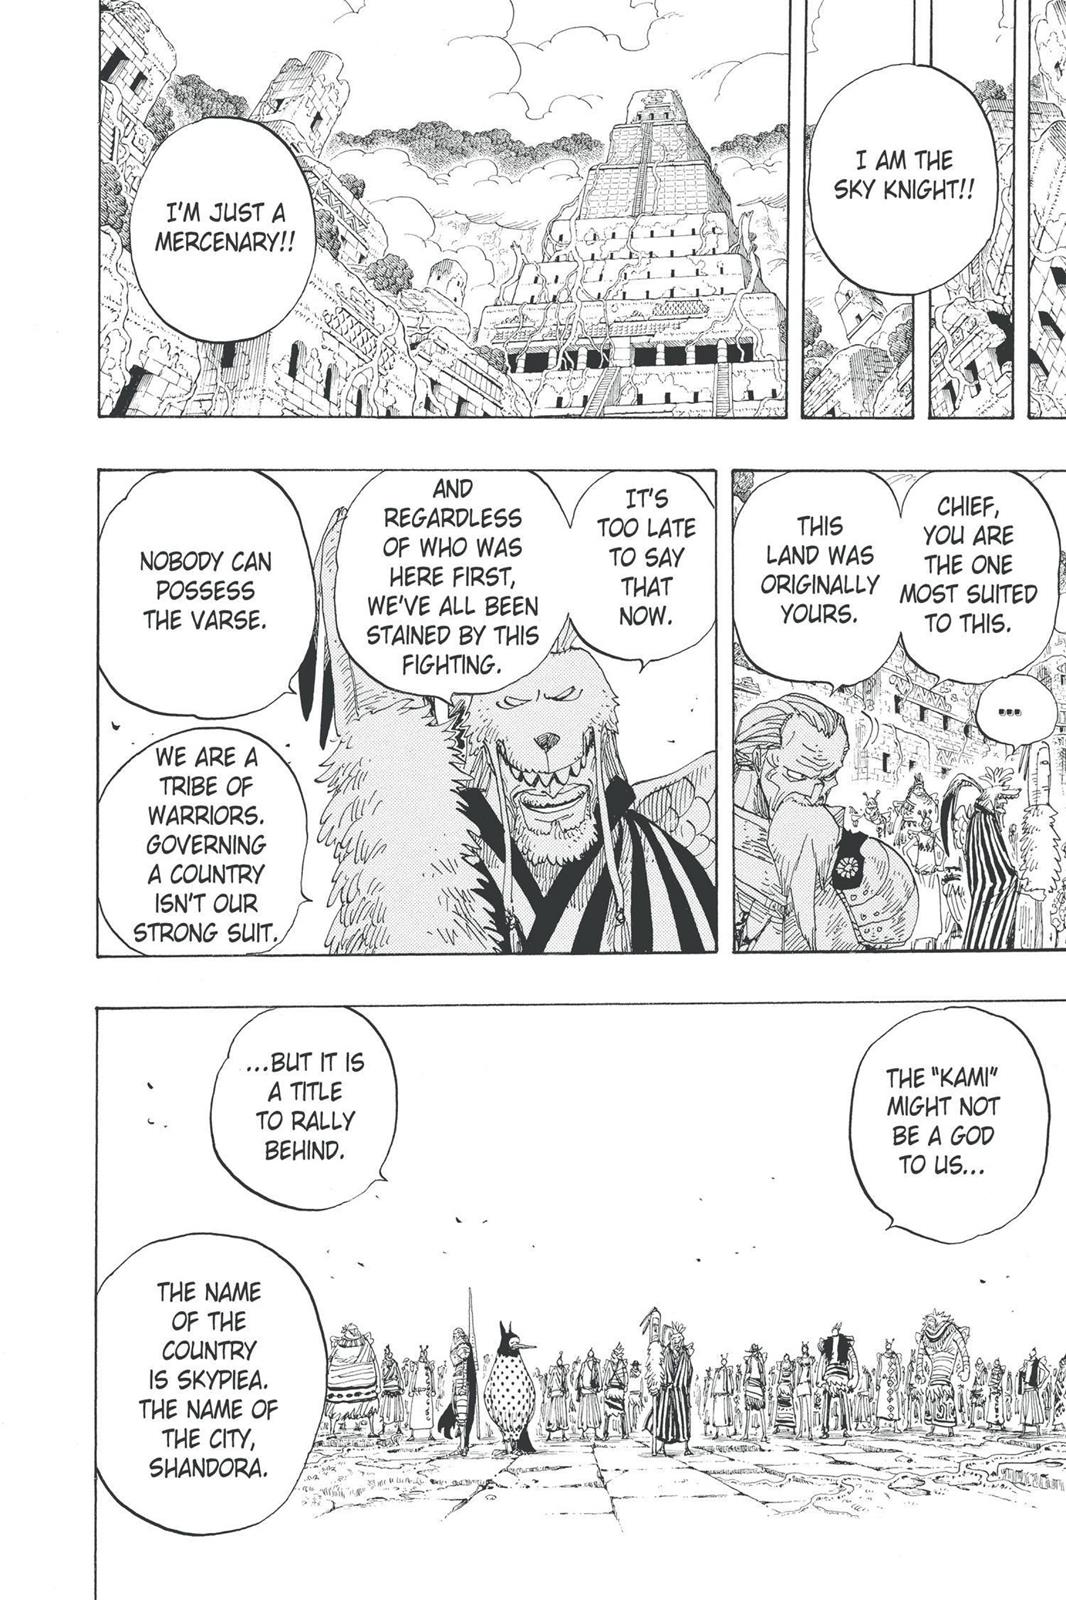 I AM THE
SKY KNIGHT!!
I'M JUST A
MERCENARY!!
CHIEF,
YOU ARE
THE ONE
MOST SUITED
TO THIS.
THIS
LAND WAS
ORIGINALLY
YOURS.
...
IT'S
TOO LATE
TO SAY
THAT
NOW.
AND
REGARDLESS
OF WHO WAS
HERE FIRST,
WE'VE ALL BEEN
STAINED BY THIS
FIGHTING.
NOBODY CAN
POSSESS
THE VARSE.
WE ARE A
TRIBE OF
WARRIORS.
GOVERNING
A COUNTRY
ISN'T OUR
STRONG SUIT.
THE “KAMI”
MIGHT NOT
BE A GOD
TO US...
...BUT IT IS
A TITLE
TO RALLY
BEHIND.
THE NAME
OF THE
COUNTRY
IS SKYPIEA.
THE NAME OF
THE CITY,
SHANDORA.